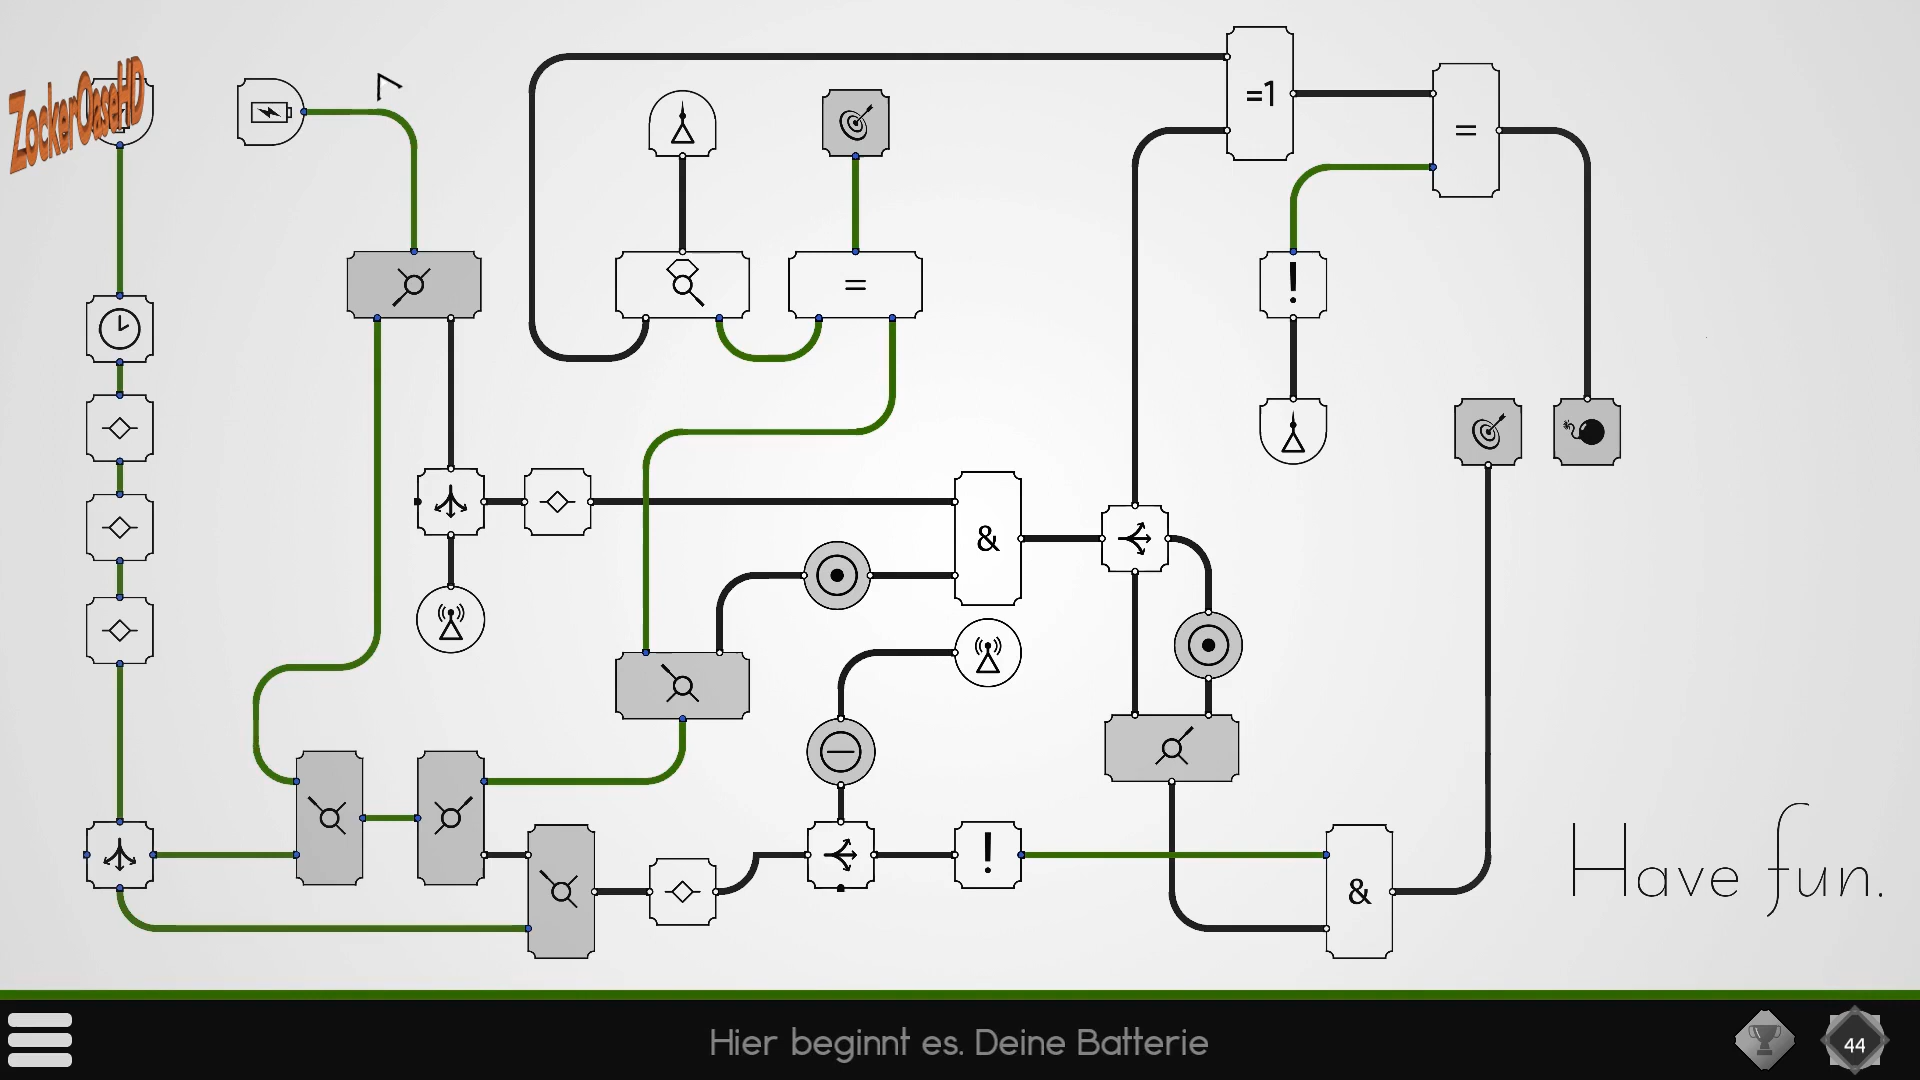 ZockerOaseHD
=1
=
=
!
&
&
!
Have fun.
Hier beginnt es. Deine Batterie
44